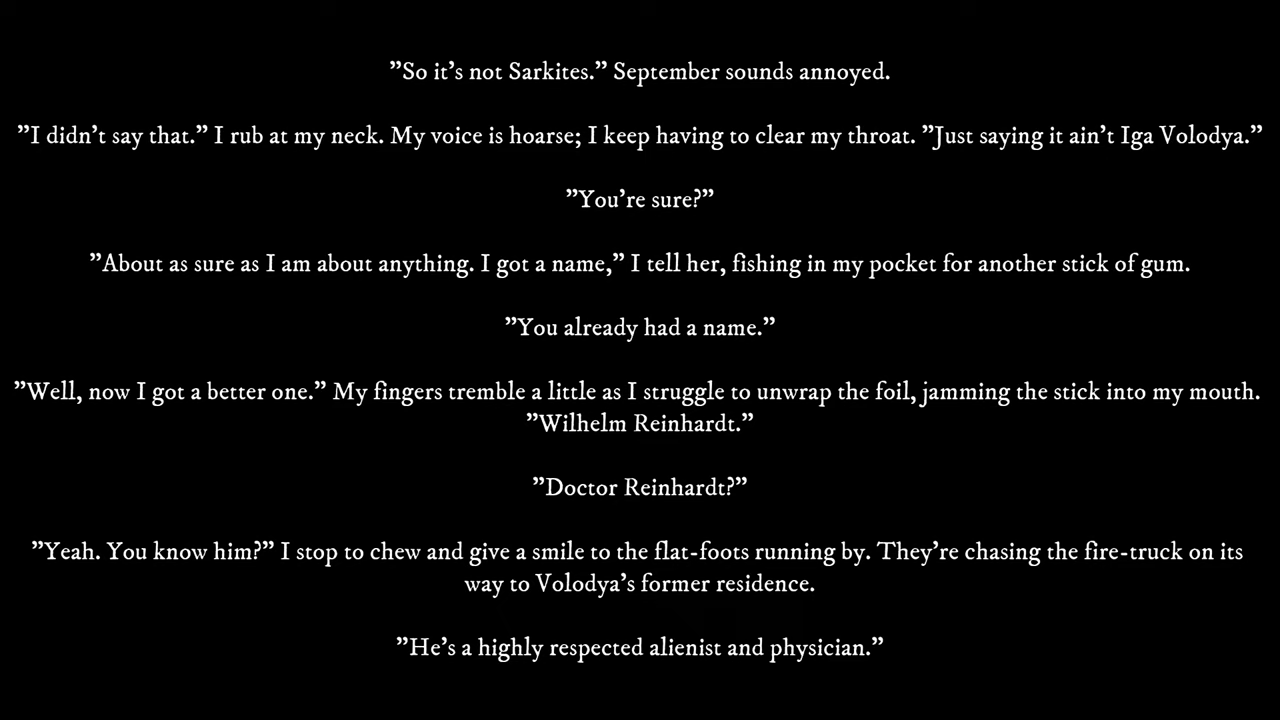 "So it's not Sarkites." September sounds annoyed.
"I didn't say that." I rub at my neck. My voice is hoarse; I keep having to clear my throat. "Just saying it ain't Iga Volodya."
"You're sure?"
"About as sure as I am about anything. I got a name," I tell her, fishing in my pocket for another stick of gum.
"You already had a name."
"Well, now I got a better one." My fingers tremble a little as I struggle to unwrap the foil, jamming the stick into my mouth.
"Wilhelm Reinhardt."
"Doctor Reinhardt?"
"Yeah. You know him?" I stop to chew and give a smile to the flat-foots running by. They're chasing the fire-truck on its
way to Volodya's former residence.
"He's a highly respected alienist and physician."